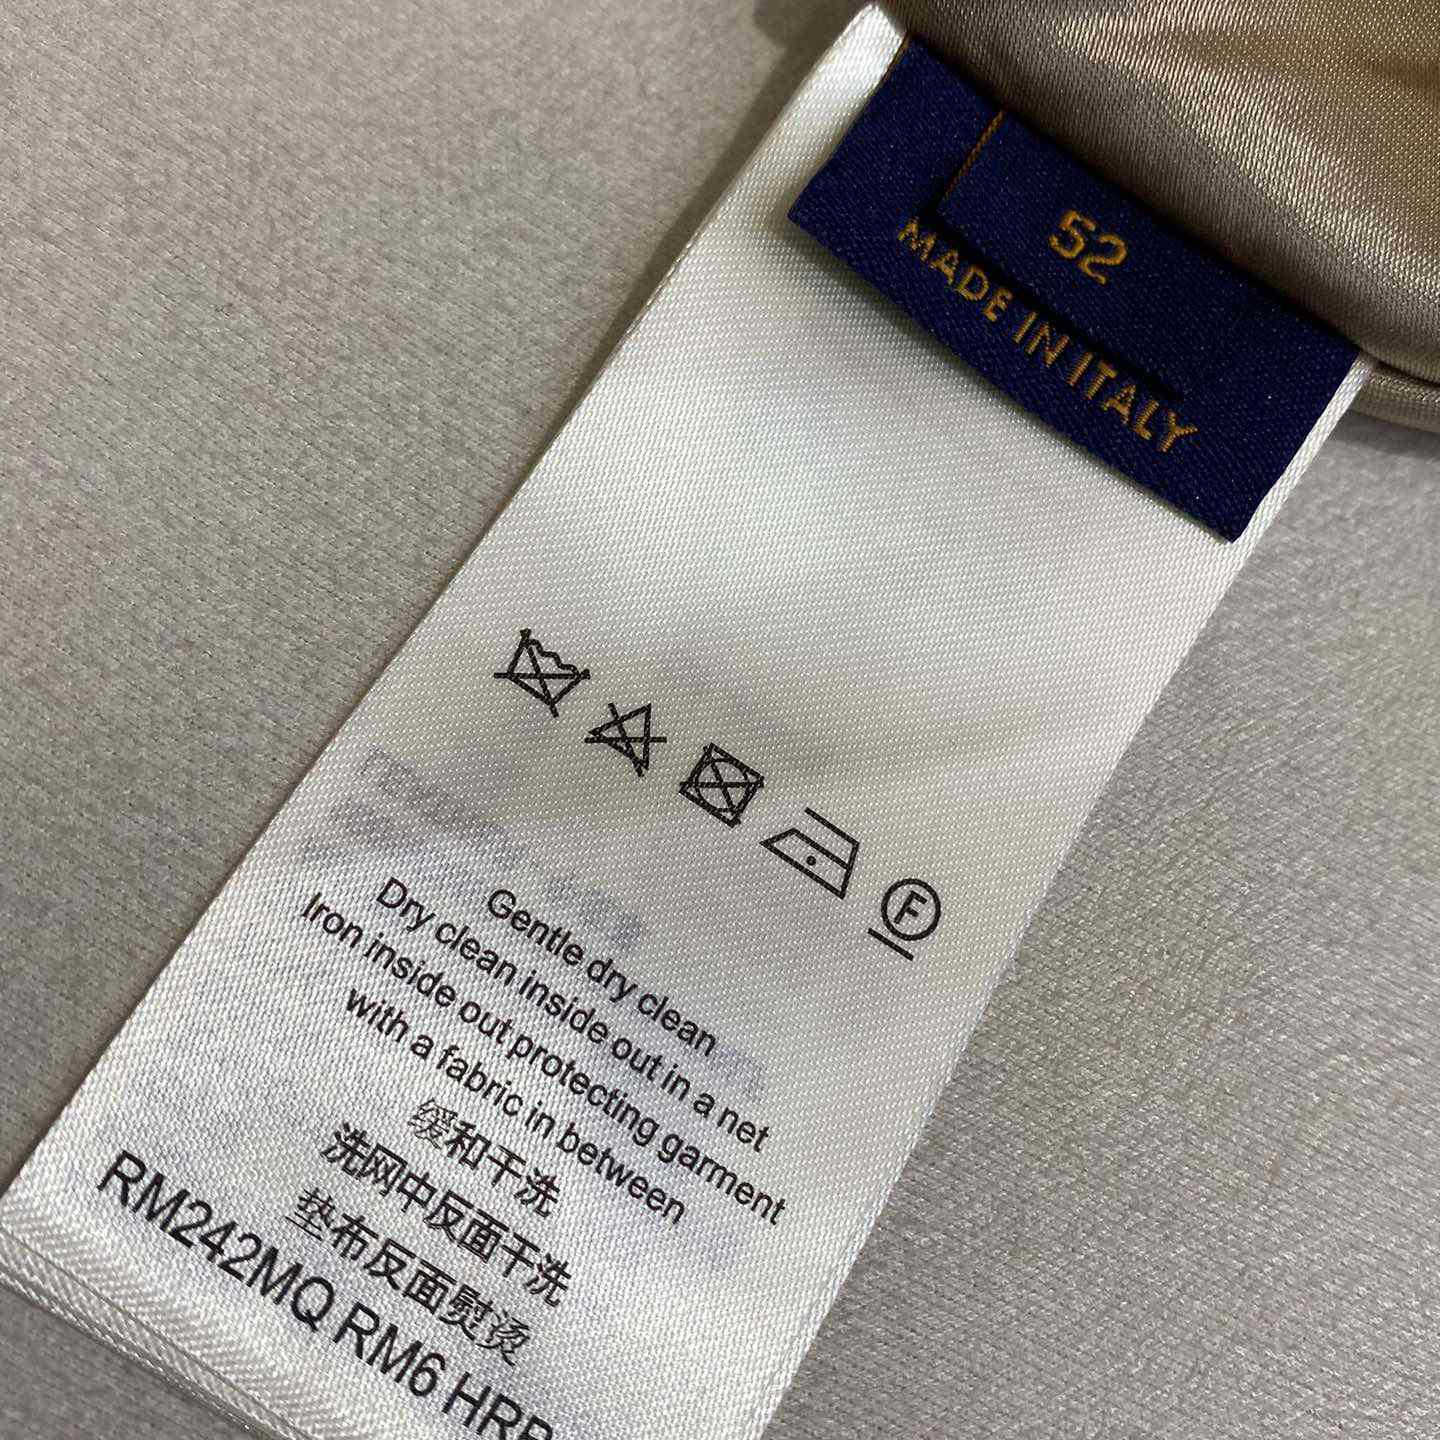 52
MADE IN ITALY
F
Gentle dry clean
Dry clean inside out in a net
Iron inside out protecting garment
with a fabric in between
缓和干洗
洗网中反面干洗
垫布反面熨烫
RM242MQ RM6 HRB